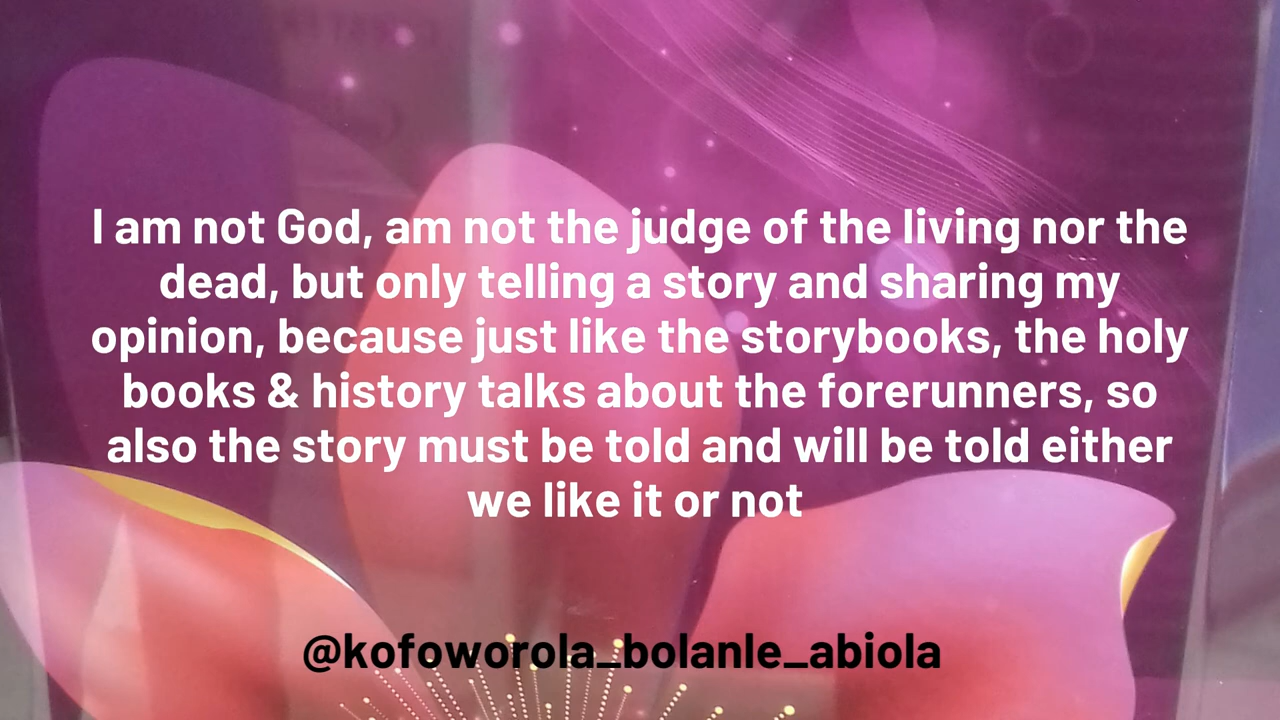 I am not God, am not the judge of the living nor the
dead, but only telling a story and sharing my
opinion, because just like the storybooks, the holy
books & history talks about the forerunners, so
also the story must be told and will be told either
we like it or not
@kofoworola_bolanle_abiola